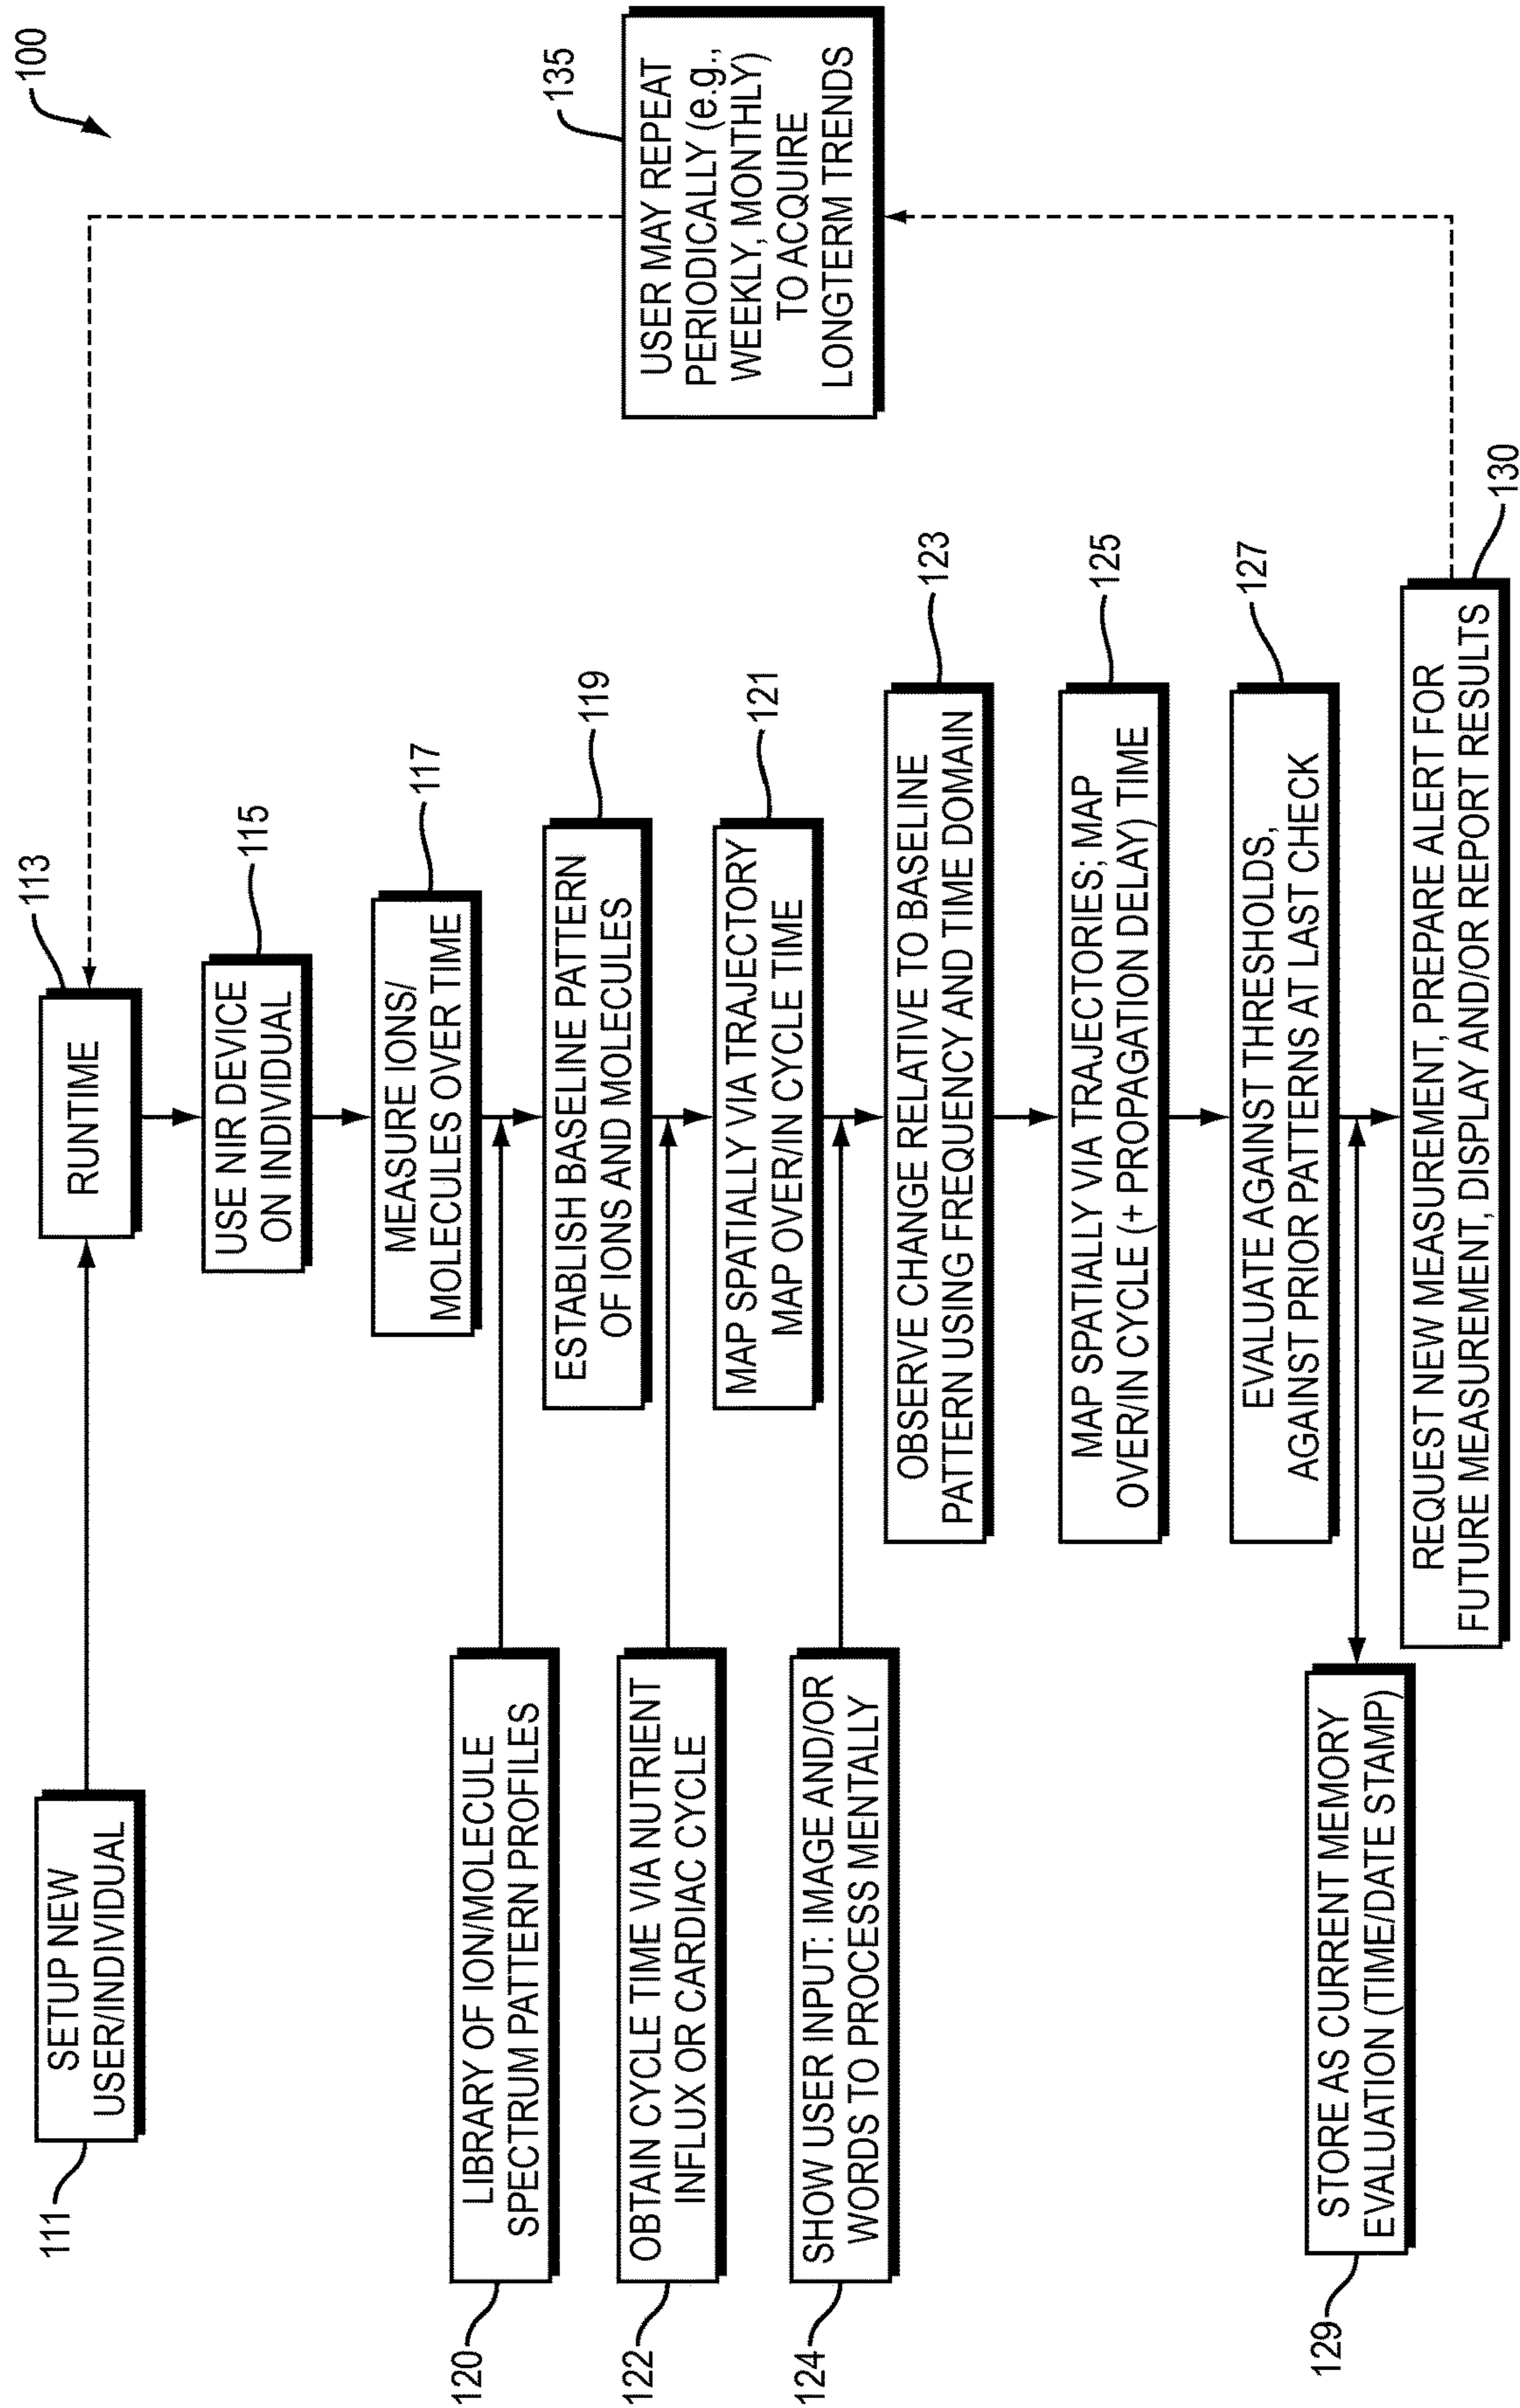 100
SETUP NEW
USER/INDIVIDUAL
111
RUNTIME
113
USE NIR DEVICE
ON INDIVIDUAL
115
MEASURE IONS/
MOLECULES OVER TIME
117
LIBRARY OF ION/MOLECULE
SPECTRUM PATTERN PROFILES
120
ESTABLISH BASELINE PATTERN
OF IONS AND MOLECULES
119
OBTAIN CYCLE TIME VIA NUTRIENT
INFLUX OR CARDIAC CYCLE
122
MAP SPATIALLY VIA TRAJECTORY
MAP OVER/IN CYCLE TIME
121
SHOW USER INPUT: IMAGE AND/OR
WORDS TO PROCESS MENTALLY
124
OBSERVE CHANGE RELATIVE TO BASELINE
PATTERN USING FREQUENCY AND TIME DOMAIN
123
MAP SPATIALLY VIA TRAJECTORIES; MAP
OVER/IN CYCLE (+ PROPAGATION DELAY) TIME
125
EVALUATE AGAINST THRESHOLDS,
AGAINST PRIOR PATTERNS AT LAST CHECK
127
STORE AS CURRENT MEMORY
EVALUATION (TIME/DATE STAMP)
129
REQUEST NEW MEASUREMENT, PREPARE ALERT FOR
FUTURE MEASUREMENT, DISPLAY AND/OR REPORT RESULTS
130
USER MAY REPEAT
PERIODICALLY (e.g.,
WEEKLY, MONTHLY)
TO ACQUIRE
LONGTERM TRENDS
135